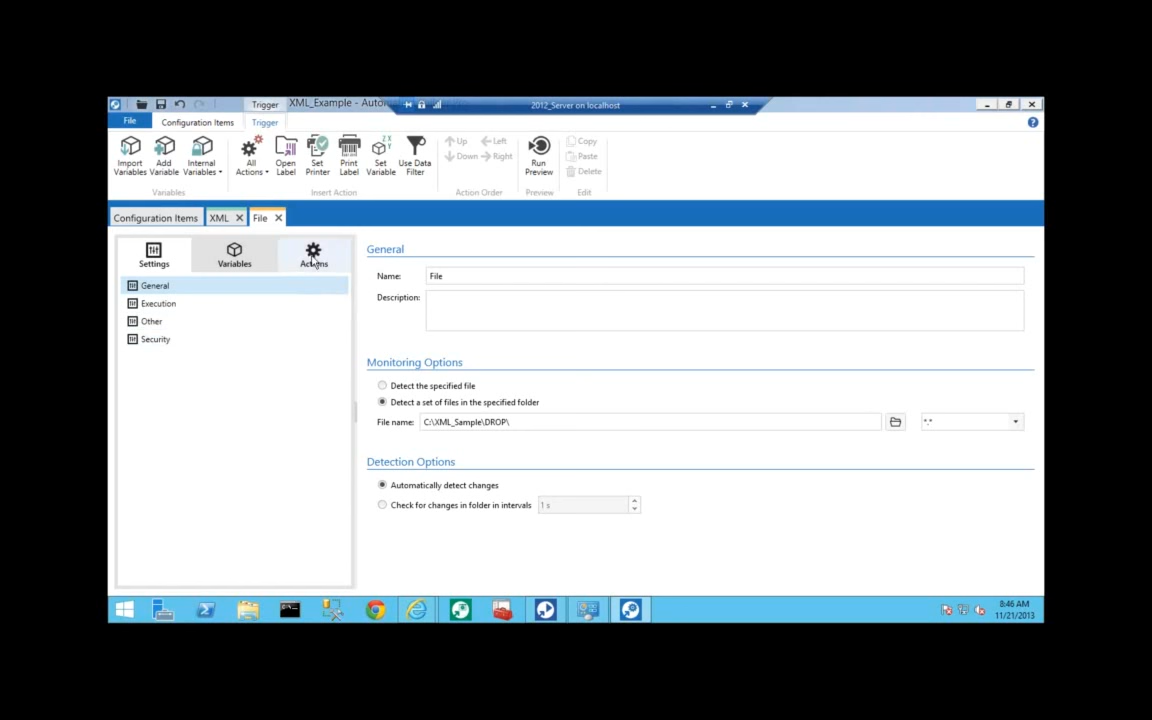 Trigger XML_Example - Auto 2012_Server on localhost
File Configuration Items Trigger
Import Variables Add Variable Internal Variables All Actions Open Label Set Printer Print Label Set Variable Use Data Filter Up Left Down Right Run Preview Copy Paste Delete
Variables Insert Action Action Order Preview Edit
Configuration Items XML File
Settings Variables Actions
General
Execution
Other
Security
General
Name: File
Description:
Monitoring Options
Detect the specified file
Detect a set of files in the specified folder
File name: C:\XML_Sample\DROP\ *.*
Detection Options
Automatically detect changes
Check for changes in folder in intervals 1 s
8:46 AM
11/21/2013